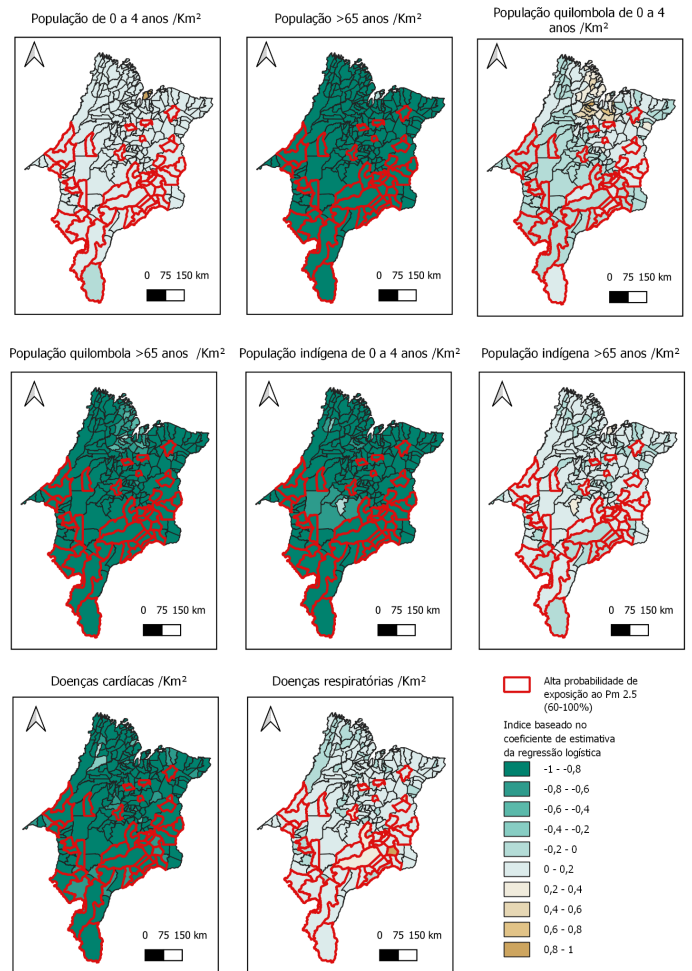 População de 0 a 4 anos /Km²
População >65 anos /Km²
População quilombola de 0 a 4
anos /Km²
0 75 150 km
0 75 150 km
0 75 150 km
População quilombola >65 anos /Km²
População indígena de 0 a 4 anos /Km²
População indígena >65 anos /Km²
0 75 150 km
0 75 150 km
0 75 150 km
Doenças cardíacas /Km²
Doenças respiratórias /Km²
0 75 150 km
0 75 150 km
Alta probabilidade de
exposição ao Pm 2.5
(60-100%)
Indice baseado no
coeficiente de estimativa
da regressão logística
-1 - -0,8
-0,8 - -0,6
-0,6 - -0,4
-0,4 - -0,2
-0,2 - 0
0 - 0,2
0,2 - 0,4
0,4 - 0,6
0,6 - 0,8
0,8 - 1